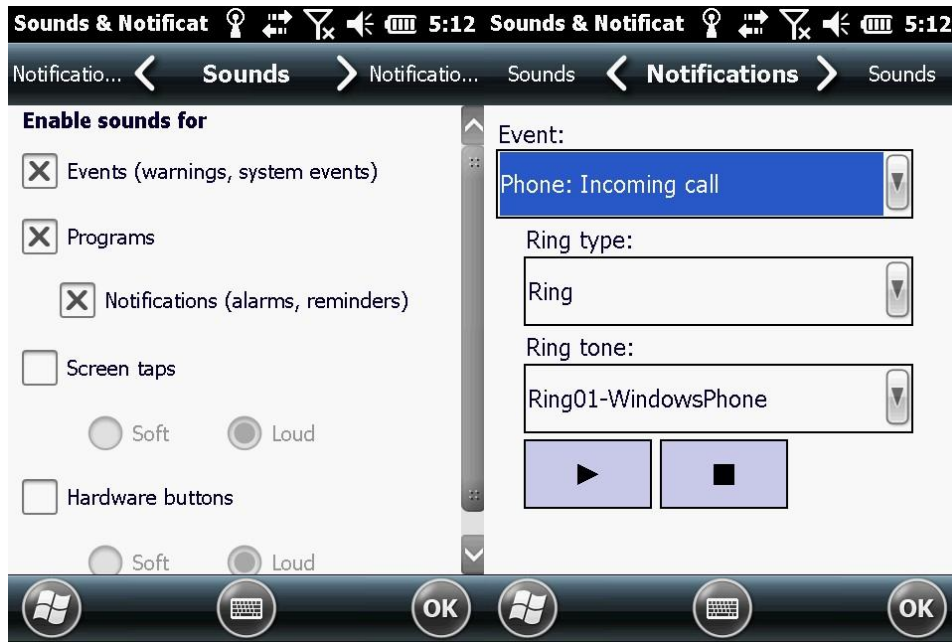 Sounds & Notificat 5:12
Notificatio... Sounds Notificatio...
Enable sounds for
Events (warnings, system events)
Programs
Notifications (alarms, reminders)
Screen taps
Soft Loud
Hardware buttons
Soft Loud
OK
Sounds & Notificat 5:12
Sounds Notifications Sounds
Event:
Phone: Incoming call
Ring type:
Ring
Ring tone:
Ring01-WindowsPhone
OK